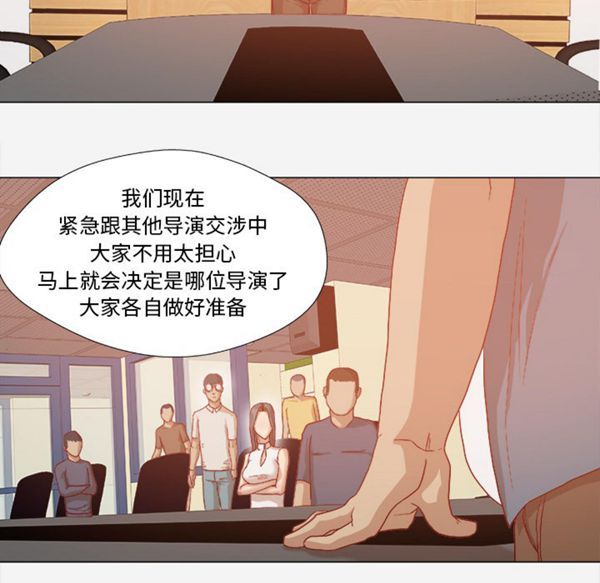 我们现在
紧急跟其他导演交涉中
大家不用太担心
马上就会决定是哪位导演了
大家各自做好准备